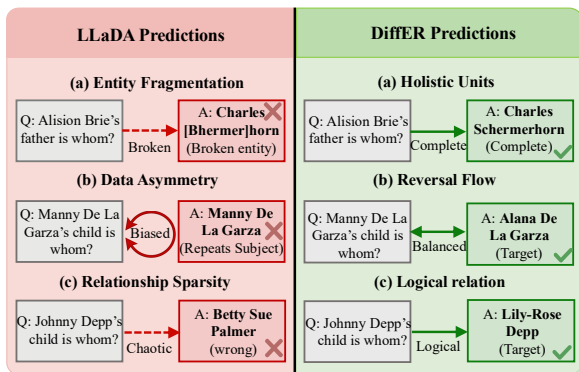 LLaDA Predictions
(a) Entity Fragmentation
Q: Alision Brie's
father is whom?
Broken
A: Charles
[Bhermer]horn
(Broken entity)
(b) Data Asymmetry
Q: Manny De La
Garza's child is
whom?
Biased
A: Manny De
La Garza
(Repeats Subject)
(c) Relationship Sparsity
Q: Johnny Depp's
child is whom?
Chaotic
A: Betty Sue
Palmer
(wrong)
DiffER Predictions
(a) Holistic Units
Q: Alision Brie's
father is whom?
Complete
A: Charles
Schermerhorn
(Complete)
(b) Reversal Flow
Q: Manny De La
Garza's child is
whom?
Balanced
A: Alana De
La Garza
(Target)
(c) Logical relation
Q: Johnny Depp's
child is whom?
Logical
A: Lily-Rose
Depp
(Target)